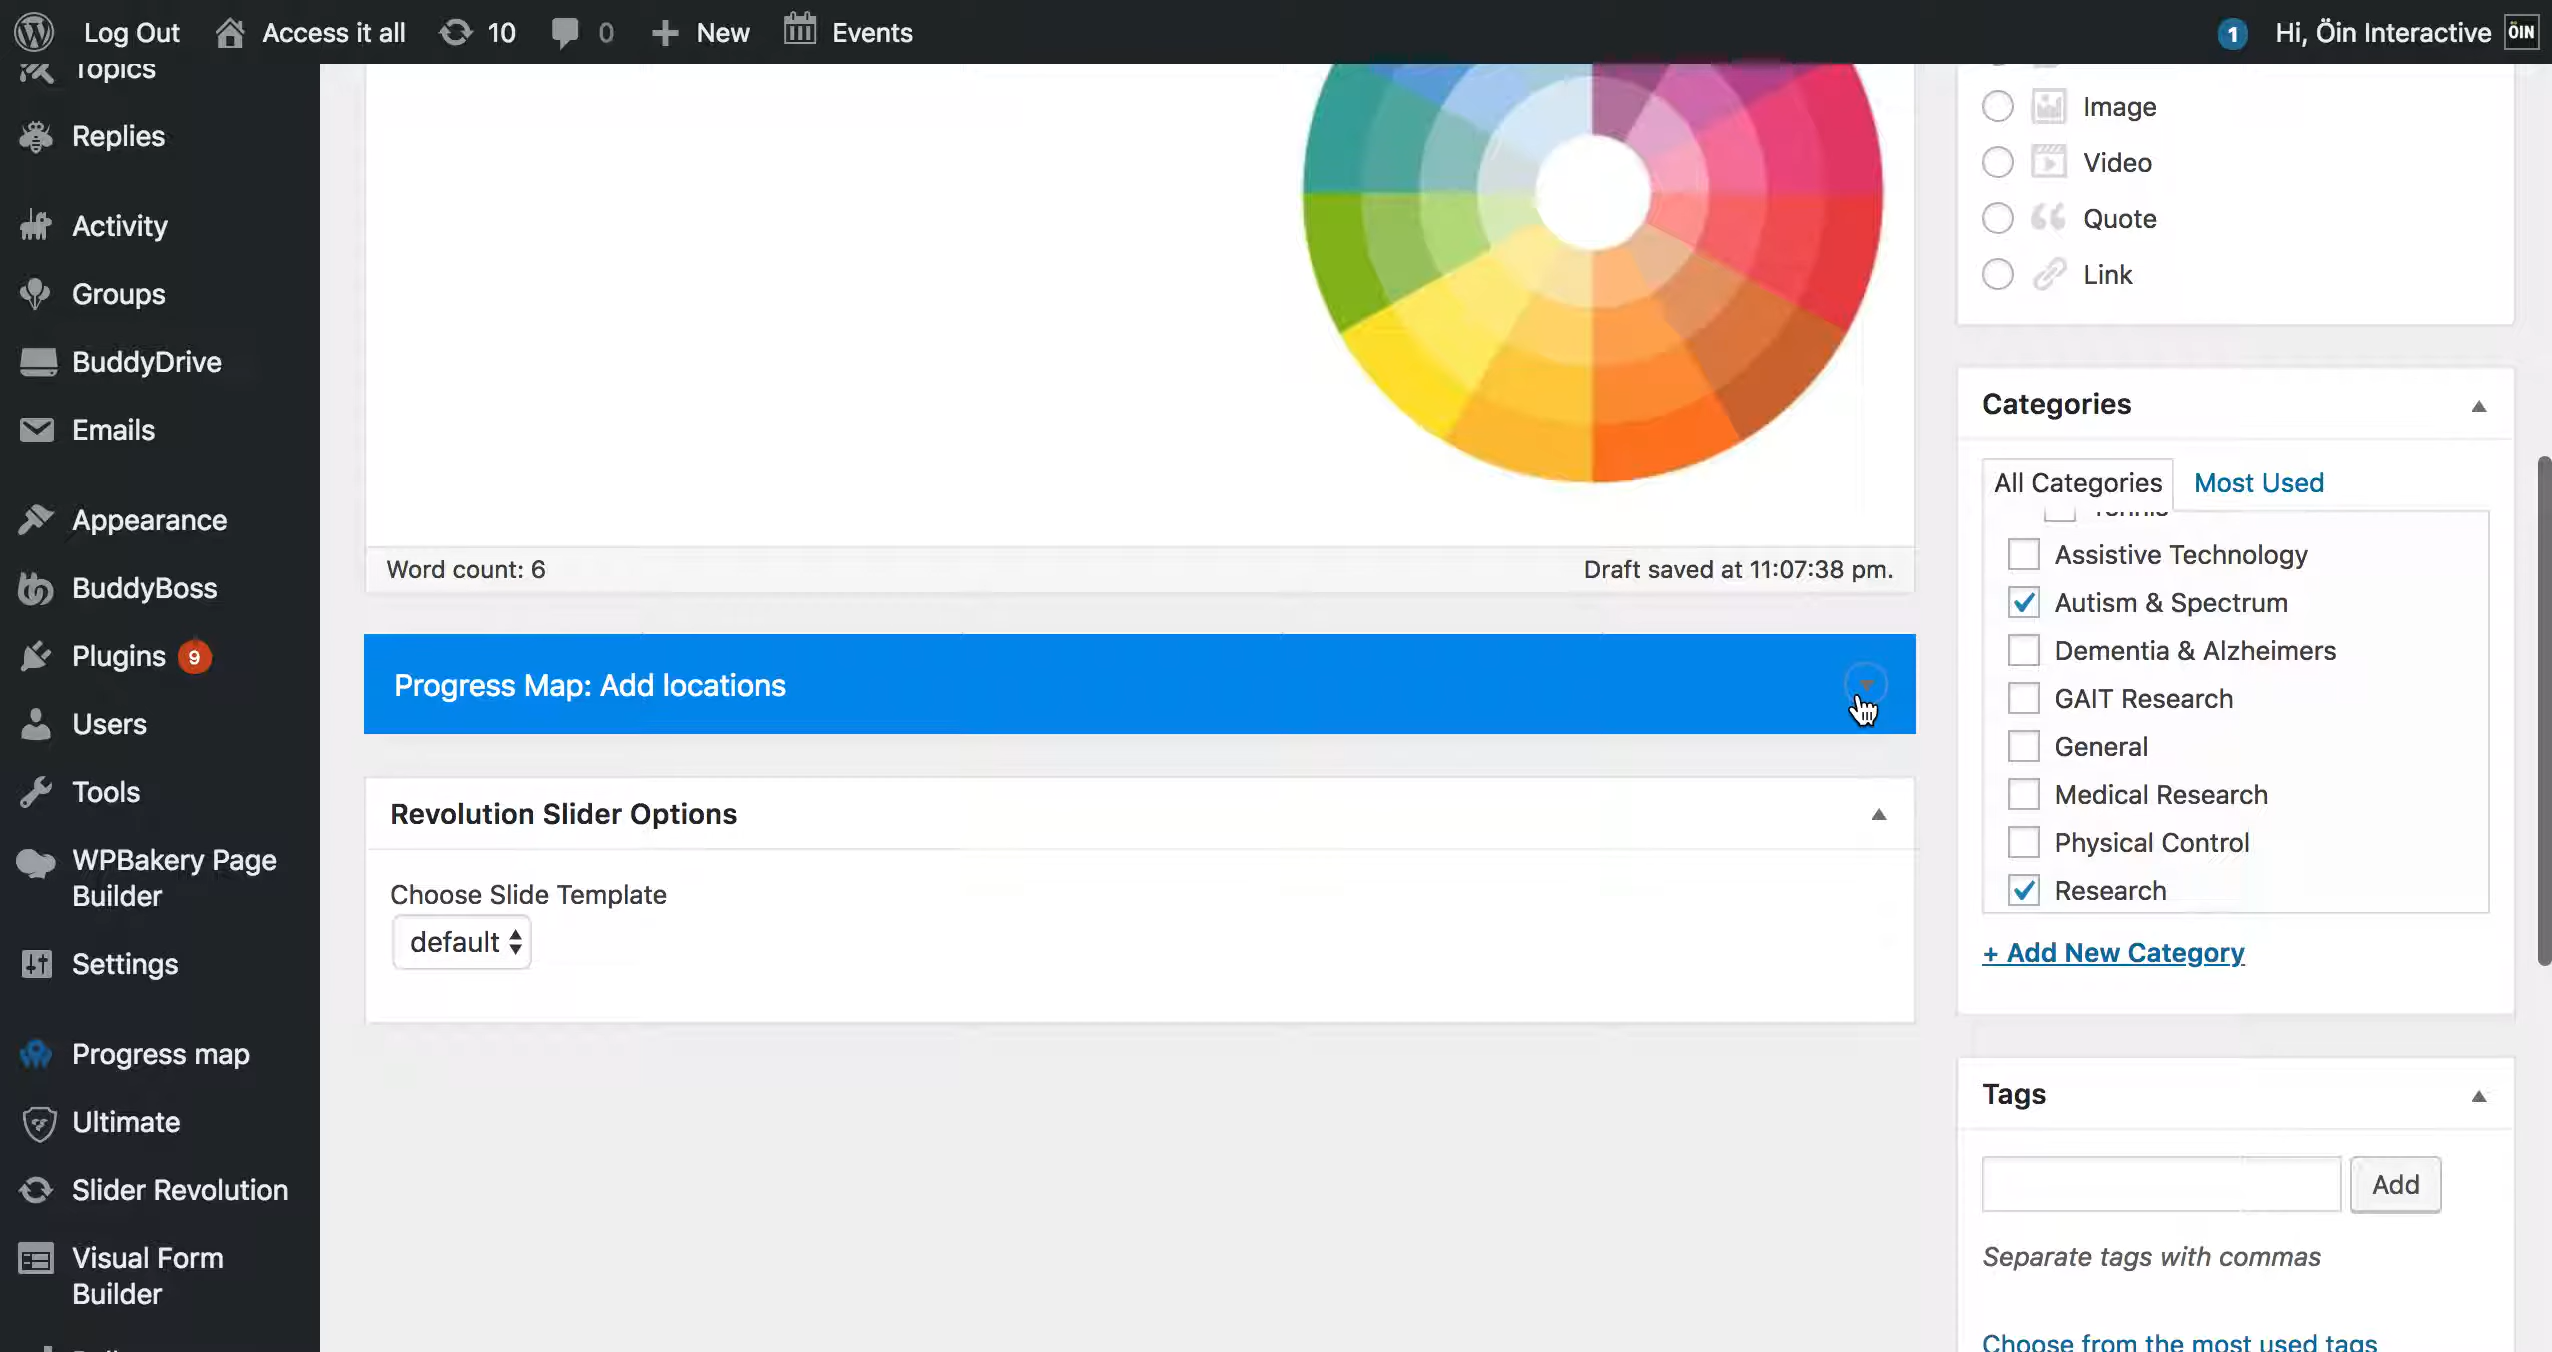 Log Out
Access it all
10
0
New
Events
1
Hi, Öin Interactive
ÖIN
Topics
Replies
Activity
Groups
BuddyDrive
Emails
Appearance
BuddyBoss
Plugins 9
Users
Tools
WPBakery Page
Builder
Settings
Progress map
Ultimate
Slider Revolution
Visual Form
Builder
Word count: 6
Draft saved at 11:07:38 pm.
Progress Map: Add locations
Revolution Slider Options
Choose Slide Template
default
Image
Video
Quote
Link
Categories
All Categories
Most Used
Tennis
Assistive Technology
Autism & Spectrum
Dementia & Alzheimers
GAIT Research
General
Medical Research
Physical Control
Research
+ Add New Category
Tags
Add
Separate tags with commas
Choose from the most used tags